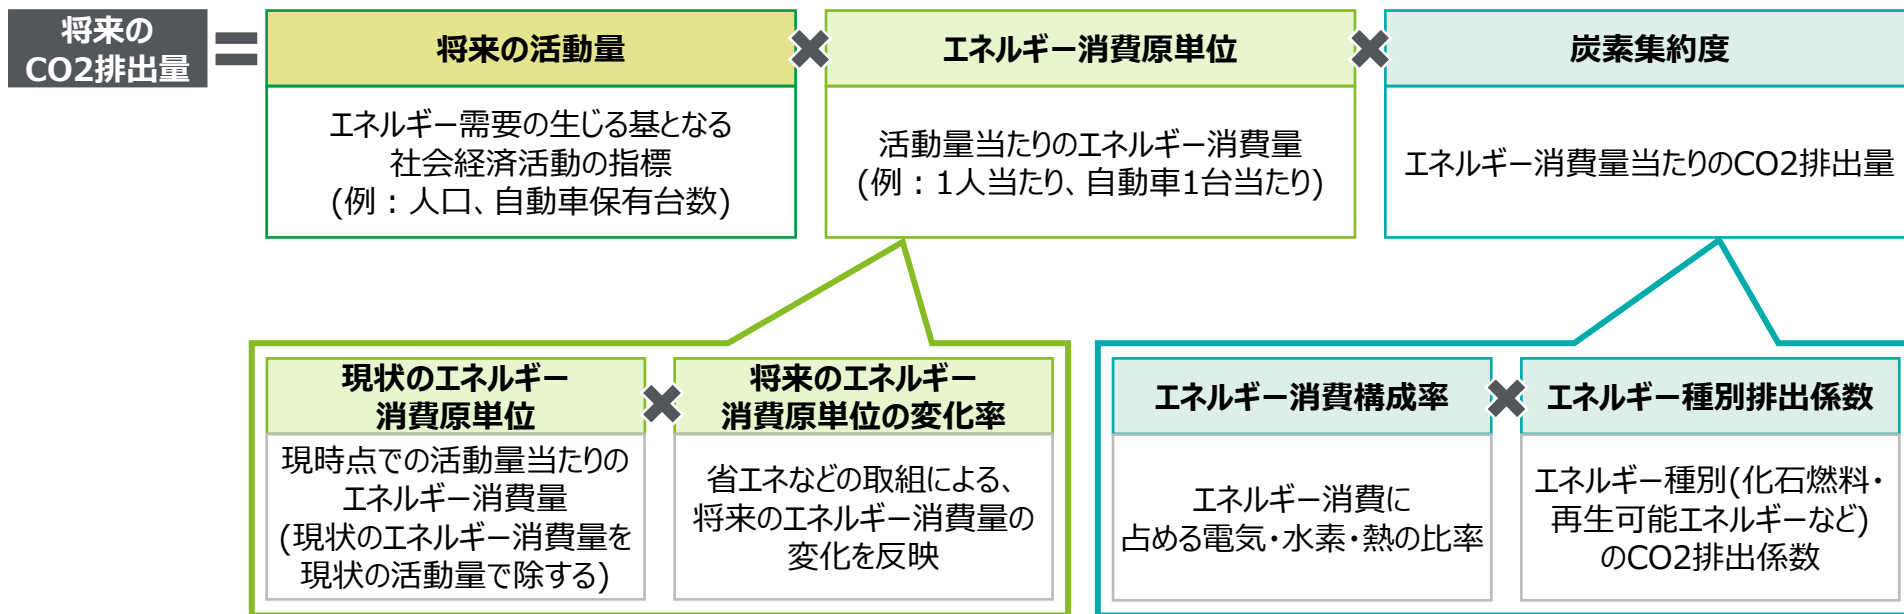 将来の
CO2排出量
=
将来の活動量
×
エネルギー消費原単位
×
炭素集約度
エネルギー需要の生じる基となる
社会経済活動の指標
(例：人口、自動車保有台数)
活動量当たりのエネルギー消費量
(例：1人当たり、自動車1台当たり)
エネルギー消費量当たりのCO2排出量
現状のエネルギー
消費原単位
×
将来のエネルギー
消費原単位の変化率
現時点での活動量当たりの
エネルギー消費量
(現状のエネルギー消費量を
現状の活動量で除する)
省エネなどの取組による、
将来のエネルギー消費量の
変化を反映
エネルギー消費構成率
×
エネルギー種別排出係数
エネルギー消費に
占める電気・水素・熱の比率
エネルギー種別(化石燃料・
再生可能エネルギーなど)
のCO2排出係数